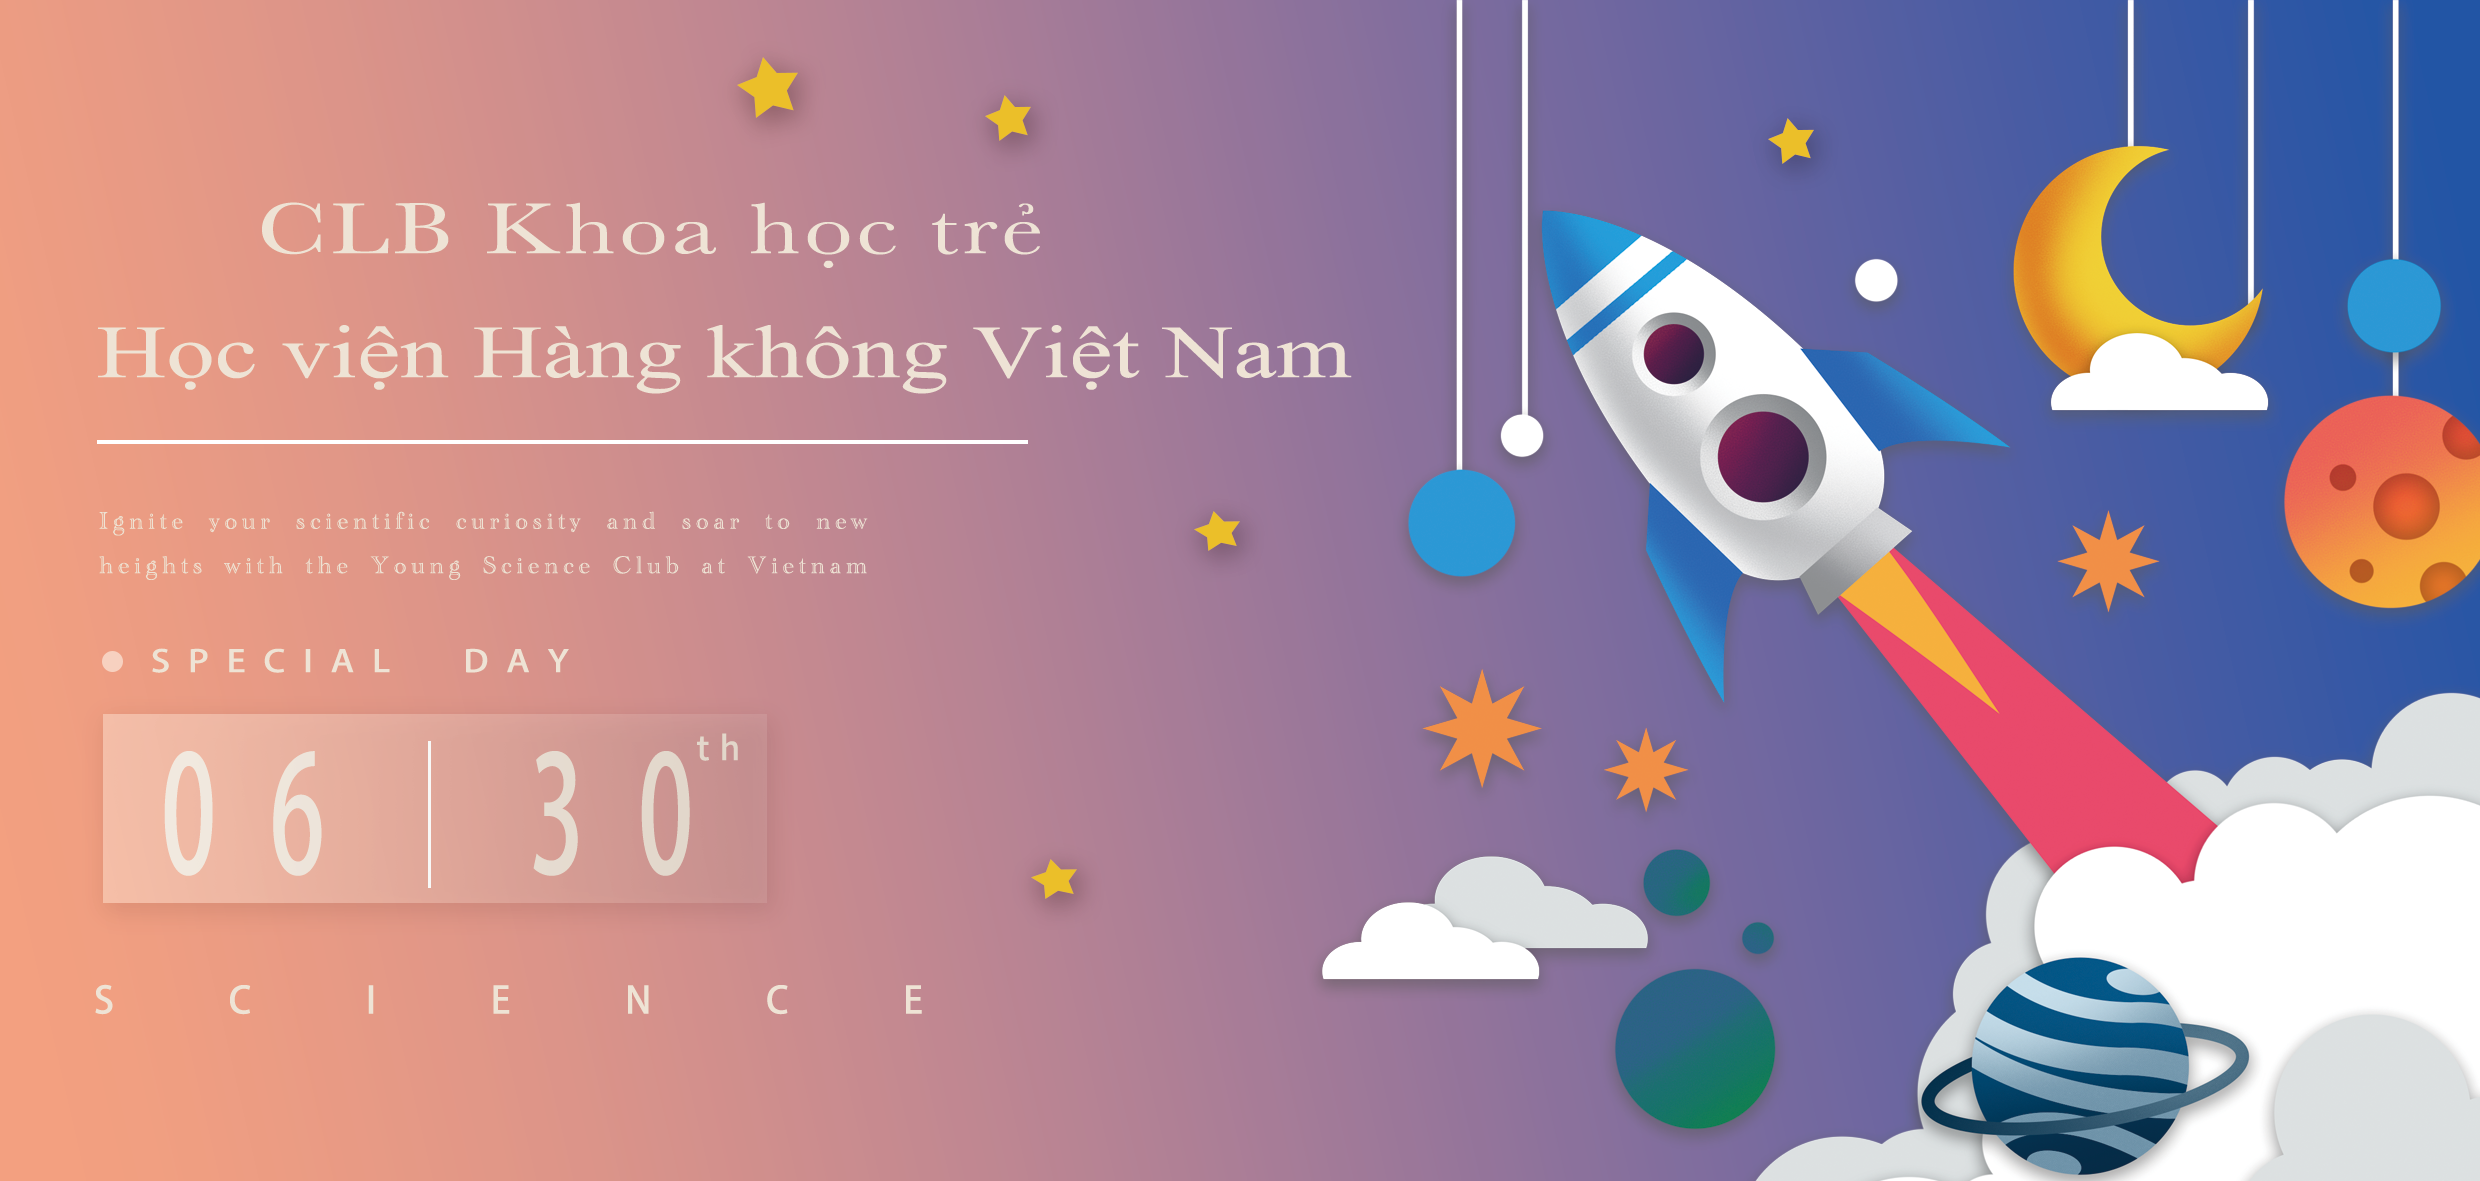 CLB Khoa học trẻ
Học viện Hàng không Việt Nam
Ignite your scientific curiosity and soar to new
heights with the Young Science Club at Vietnam
SPECIAL DAY
06 | 30th
SCIENCE